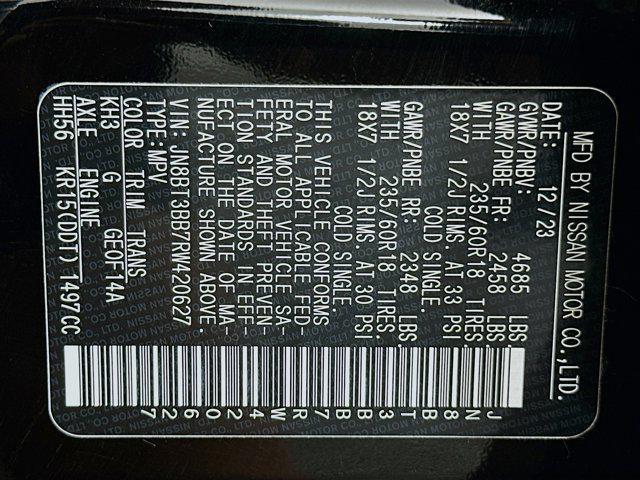 MFD BY NISSAN MOTOR CO.,LTD.
DATE: 12/23
GVWR/PNBV: 4685 LBS
GAWR/PNBE FR: 2458 LBS.
WITH 235/60R18 TIRES,
18X7 1/2J RIMS. AT 33 PSI
COLD SINGLE.
GAWR/PNBE RR: 2348 LBS.
WITH 235/60R18 TIRES,
18X7 1/2J RIMS. AT 30 PSI
COLD SINGLE.
THIS VEHICLE CONFORMS
TO ALL APPLICABLE FED-
ERAL MOTOR VEHICLE SA-
FETY AND THEFT PREVEN-
TION STANDARDS IN EFF-
ECT ON THE DATE OF MA-
NUFACTURE SHOWN ABOVE.
VIN: JN8BT3BB7RW420627
TYPE: MPV
COLOR TRIM TRANS
KH3 G GE0F14A
AXLE ENGINE
HH56 KR15(DDT) 1497CC
JN8BT3BB7RW420627